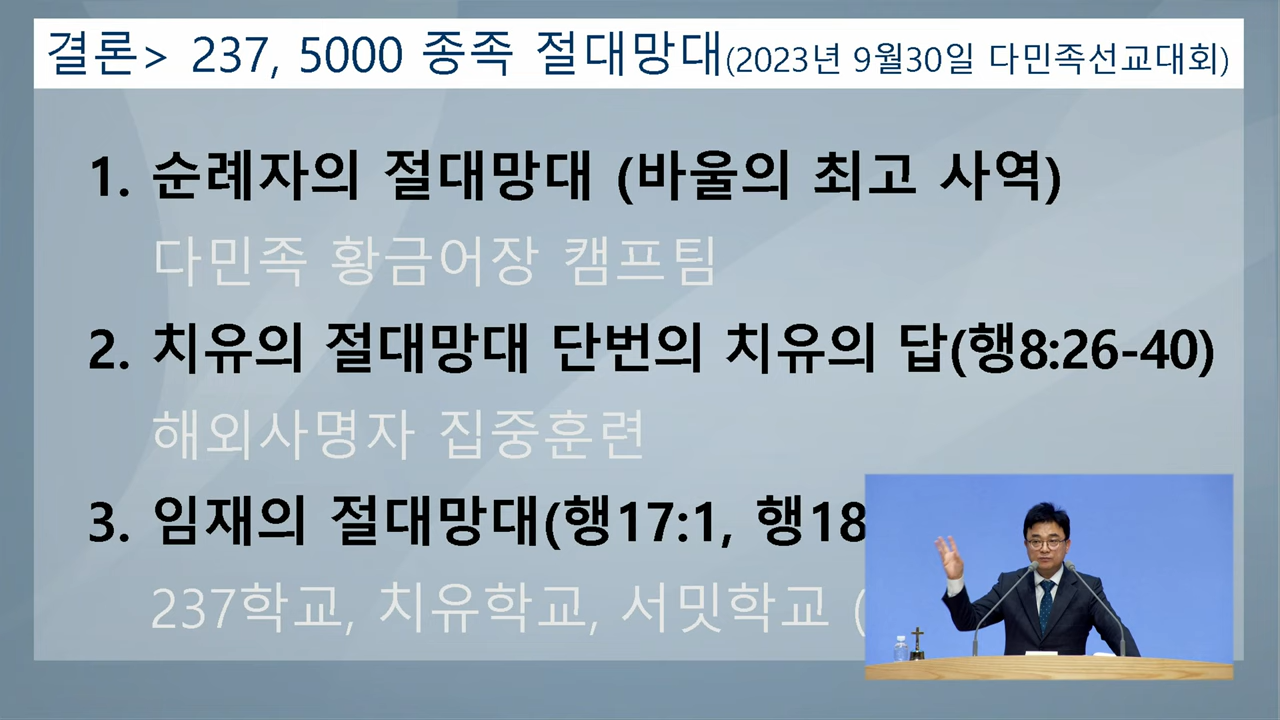 결론> 237, 5000 종족 절대망대(2023년 9월30일 다민족선교대회)
1. 순례자의 절대망대 (바울의 최고 사역)
다민족 황금어장 캠프팀
2. 치유의 절대망대 단번의 치유의 답(행8:26-40)
해외사명자 집중훈련
3. 임재의 절대망대(행17:1, 행18
237학교, 치유학교, 서밋학교 (